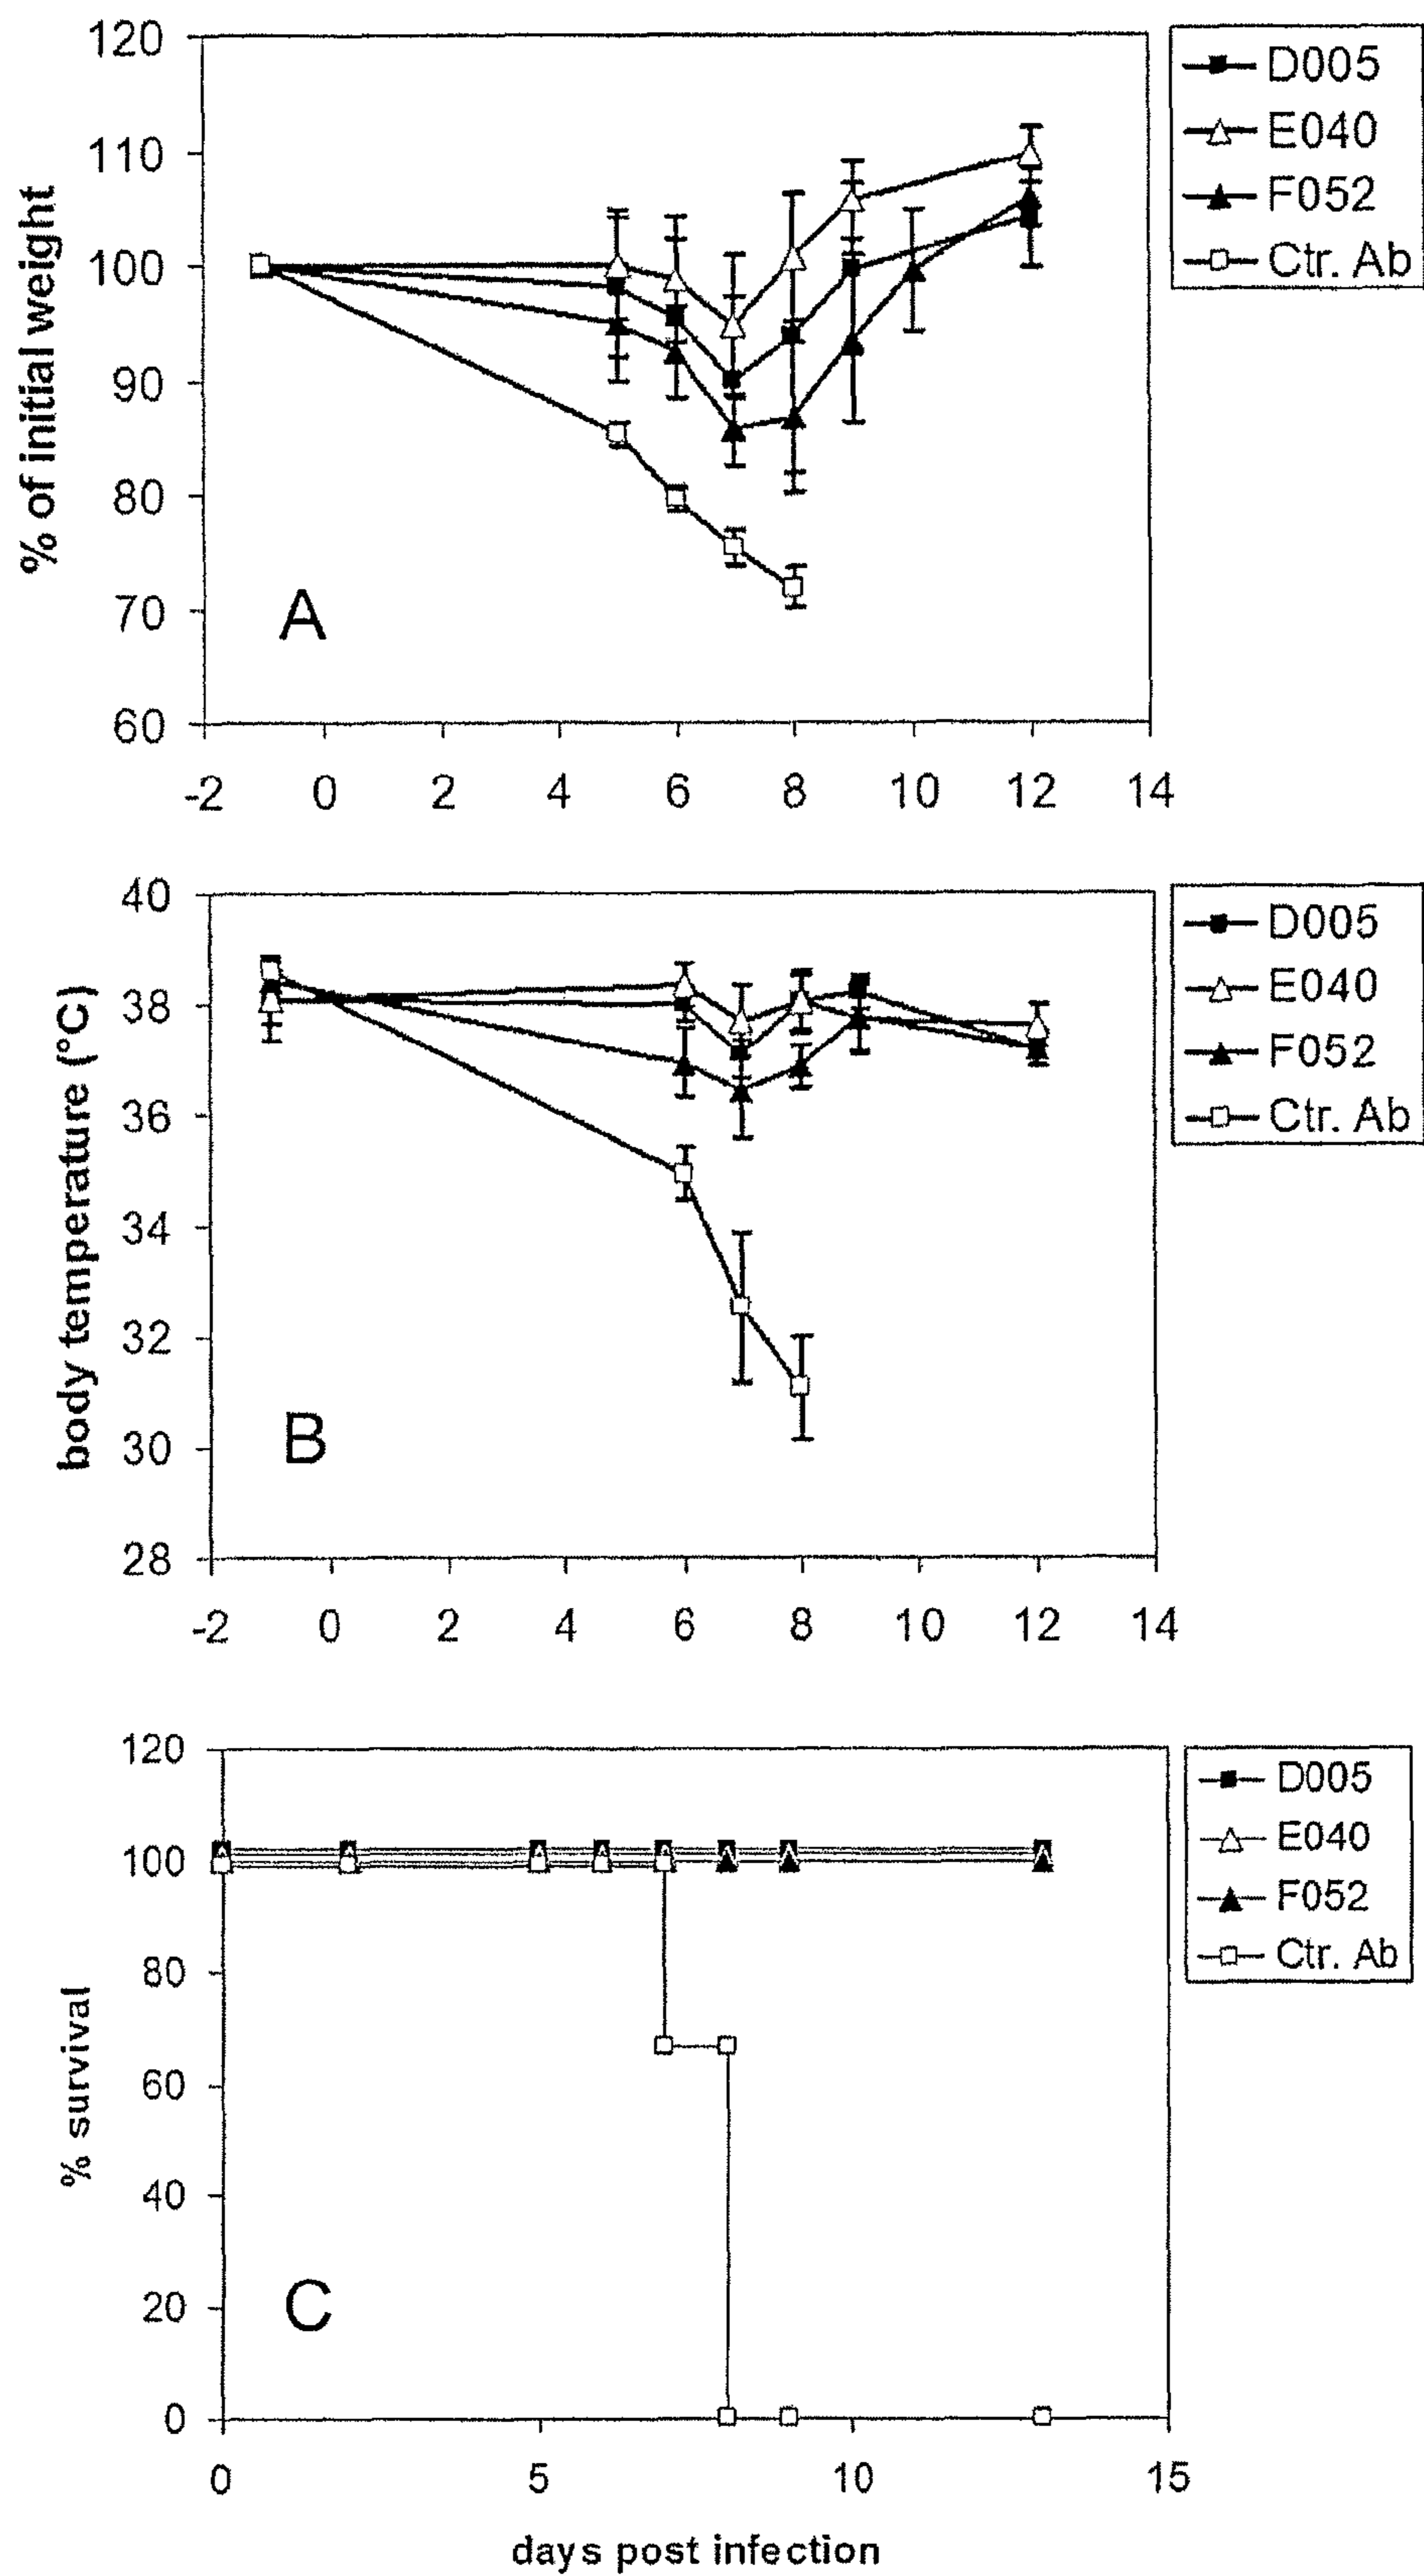 120
110
100
90
80
70
60
% of initial weight
A
-2 0 2 4 6 8 10 12 14
D005
E040
F052
Ctr. Ab
40
38
36
34
32
30
28
body temperature (°C)
B
-2 0 2 4 6 8 10 12 14
D005
E040
F052
Ctr. Ab
120
100
80
60
40
20
0
% survival
C
0 5 10 15
D005
E040
F052
Ctr. Ab
days post infection